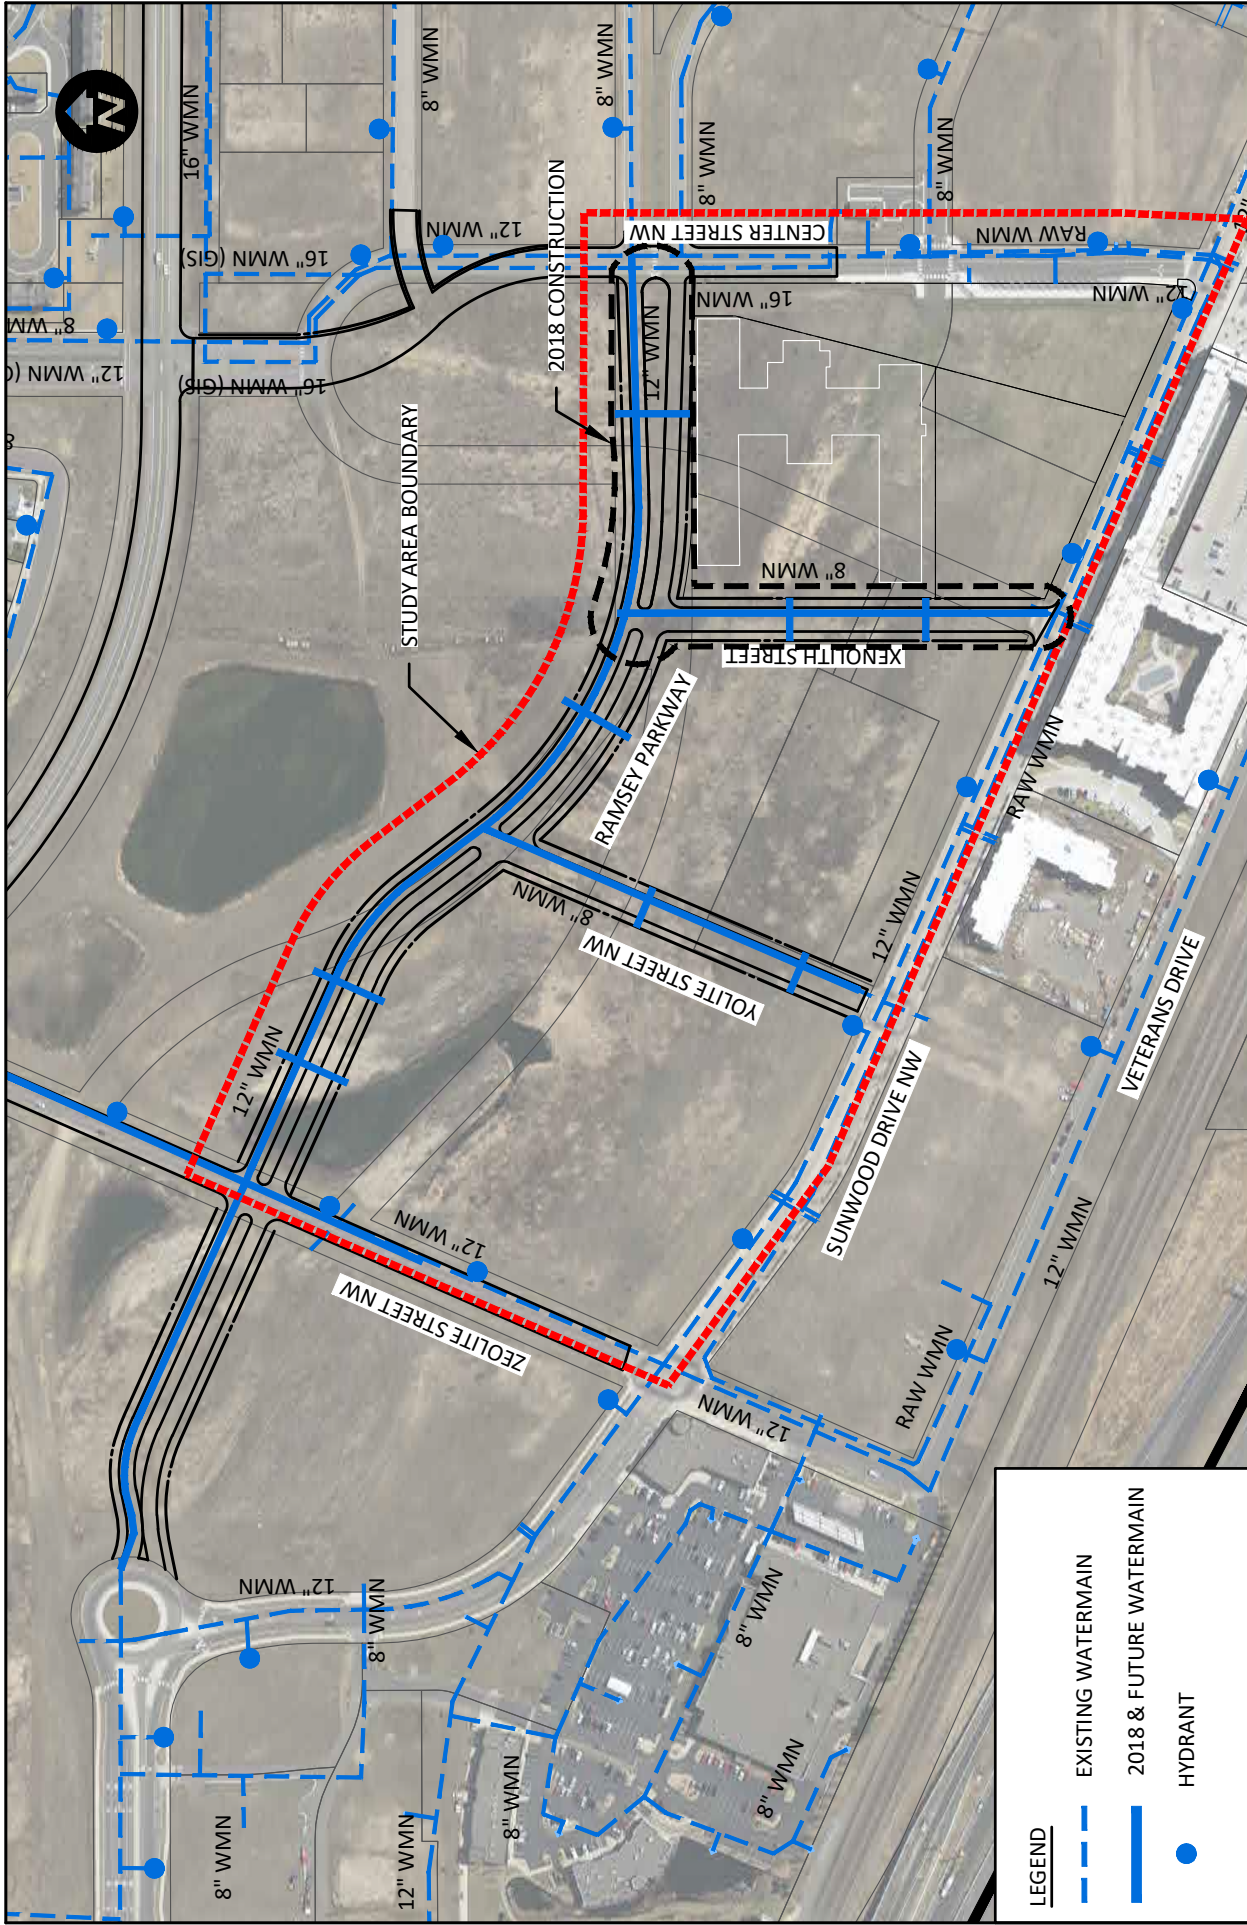 N
16" WMN
8" WMN
8" WMN
8" WMN
8" WMN
12" WMN
16" WMN (GIS)
16" WMN (GIS)
8" WMN
12" WMN (G
8
2018 CONSTRUCTION
CENTER STREET NW
RAW WMN
12"
12" WMN
16" WMN
12" WMN
STUDY AREA BOUNDARY
8" WMN
XENOLITH STREET
RAMSEY PARKWAY
RAW WMN
12" WMN
8" WMN
YOLITE STREET NW
12" WMN
SUNWOOD DRIVE NW
VETERANS DRIVE
12" WMN
12" WMN
ZEOLITE STREET NW
RAW WMN
12" WMN
12" WMN
8" WMN
8" WMN
8" WMN
8" WMN
12" WMN
8" WMN
LEGEND
EXISTING WATERMAIN
2018 & FUTURE WATERMAIN
HYDRANT